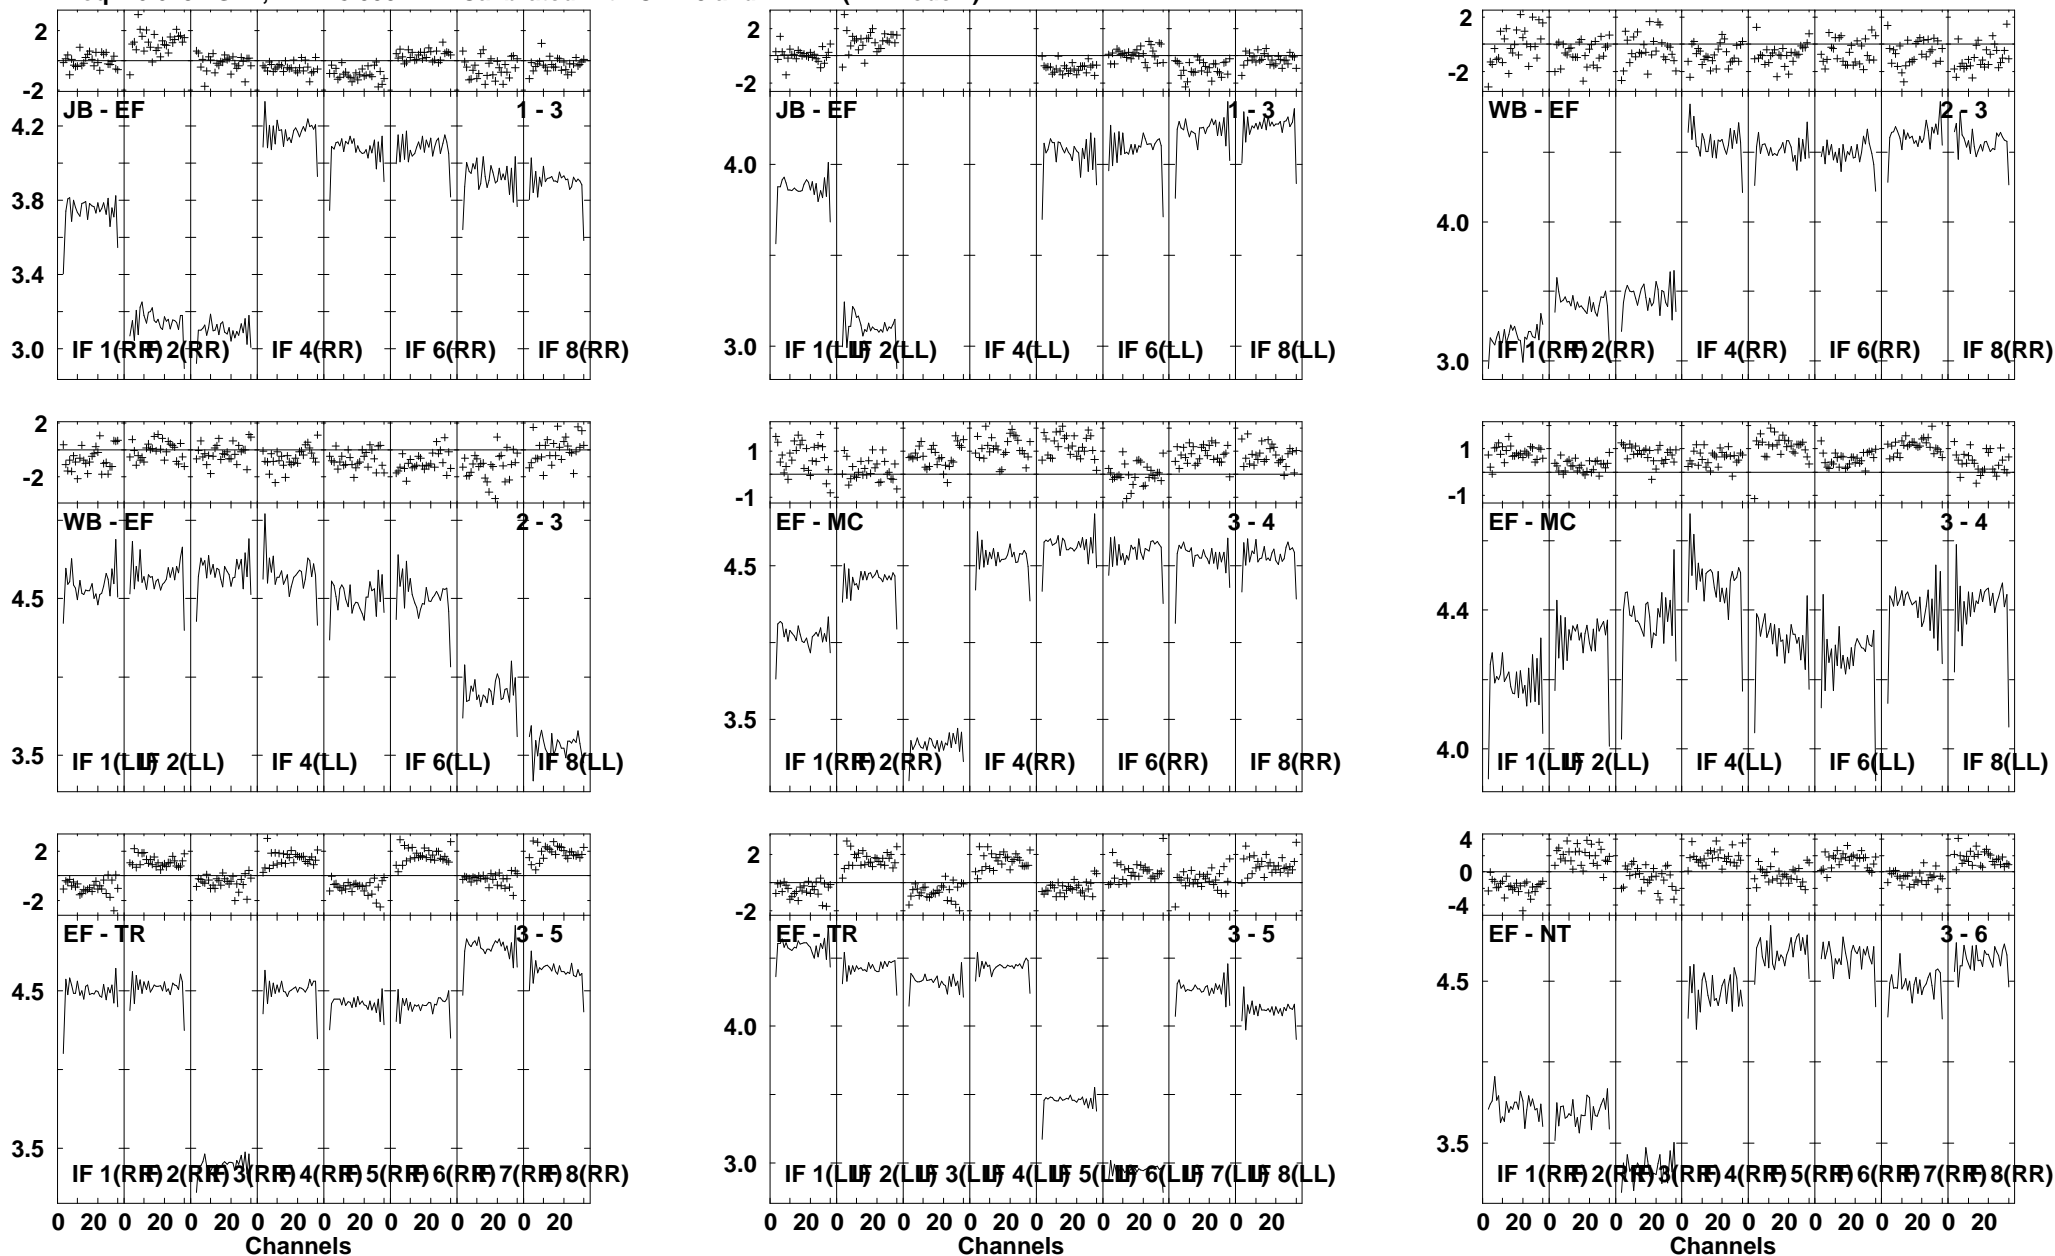 2
-2
JB - EF
1 - 3
4.2
3.8
3.4
3.0
IF 1(RR) IF 2(RR) IF 4(RR) IF 6(RR) IF 8(RR)
2
-2
JB - EF
1 - 3
4.0
3.0
IF 1(LL) IF 2(LL) IF 4(LL) IF 6(LL) IF 8(LL)
2
-2
WB - EF
2 - 3
4.0
3.0
IF 1(RR) IF 2(RR) IF 4(RR) IF 6(RR) IF 8(RR)
2
-2
WB - EF
2 - 3
4.5
3.5
IF 1(LL) IF 2(LL) IF 4(LL) IF 6(LL) IF 8(LL)
1
-1
EF - MC
3 - 4
4.5
3.5
IF 1(RR) IF 2(RR) IF 4(RR) IF 6(RR) IF 8(RR)
1
-1
EF - MC
3 - 4
4.4
4.0
IF 1(LL) IF 2(LL) IF 4(LL) IF 6(LL) IF 8(LL)
2
-2
EF - TR
3 - 5
4.5
3.5
IF 1(RR) IF 2(RR) IF 3(RR) IF 4(RR) IF 5(RR) IF 6(RR) IF 7(RR) IF 8(RR)
0 20 0 20 0 20 0 20 0 20 0 20 0 20 0 20
Channels
2
-2
EF - TR
3 - 5
4.0
3.0
IF 1(LL) IF 2(LL) IF 3(LL) IF 4(LL) IF 5(LL) IF 6(LL) IF 7(LL) IF 8(LL)
0 20 0 20 0 20 0 20 0 20 0 20 0 20 0 20
Channels
4
0
-4
EF - NT
3 - 6
4.5
3.5
IF 1(RR) IF 2(RR) IF 3(RR) IF 4(RR) IF 5(RR) IF 6(RR) IF 7(RR) IF 8(RR)
0 20 0 20 0 20 0 20 0 20 0 20 0 20 0 20
Channels